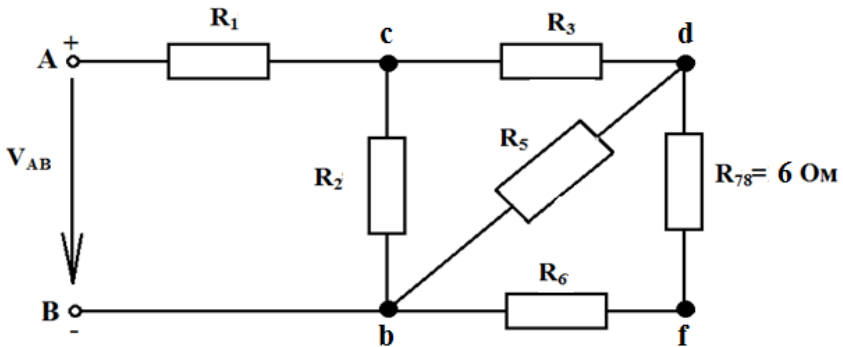 R1 c R3 d
A +
VAB R2 R5 R78= 6 Ом
B R6
- b f